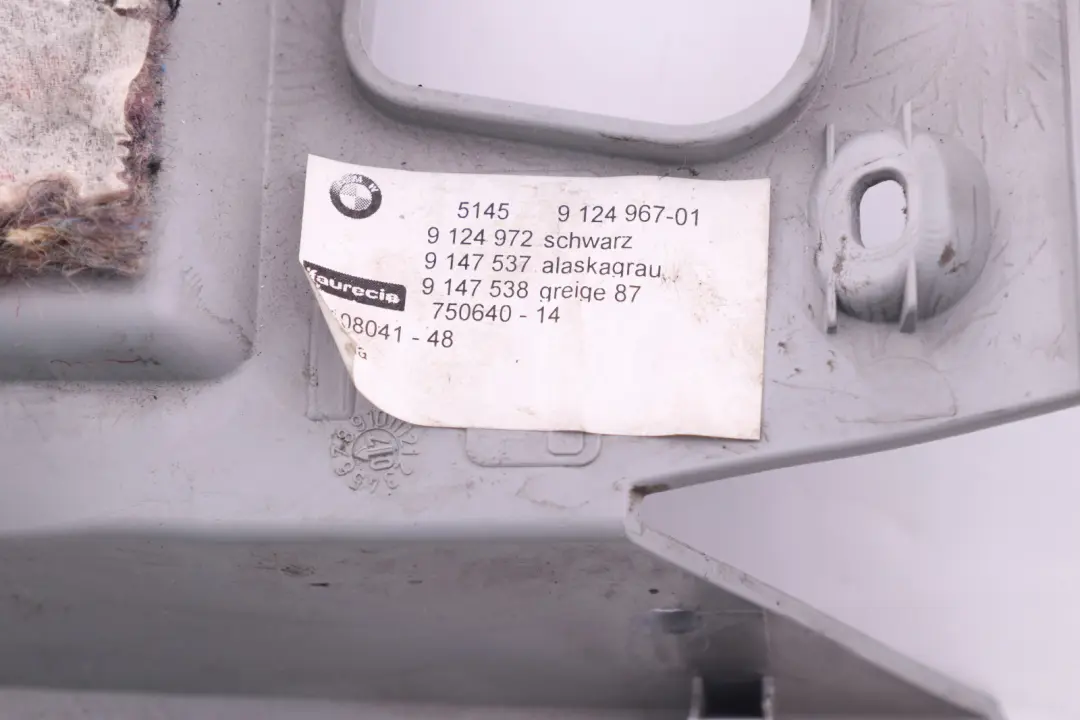 BMW
5145 9 124 967-01
9 124 972 schwarz
9 147 537 alaskagrau
9 147 538 greige 87
faurecia
750640 - 14
08041 - 48